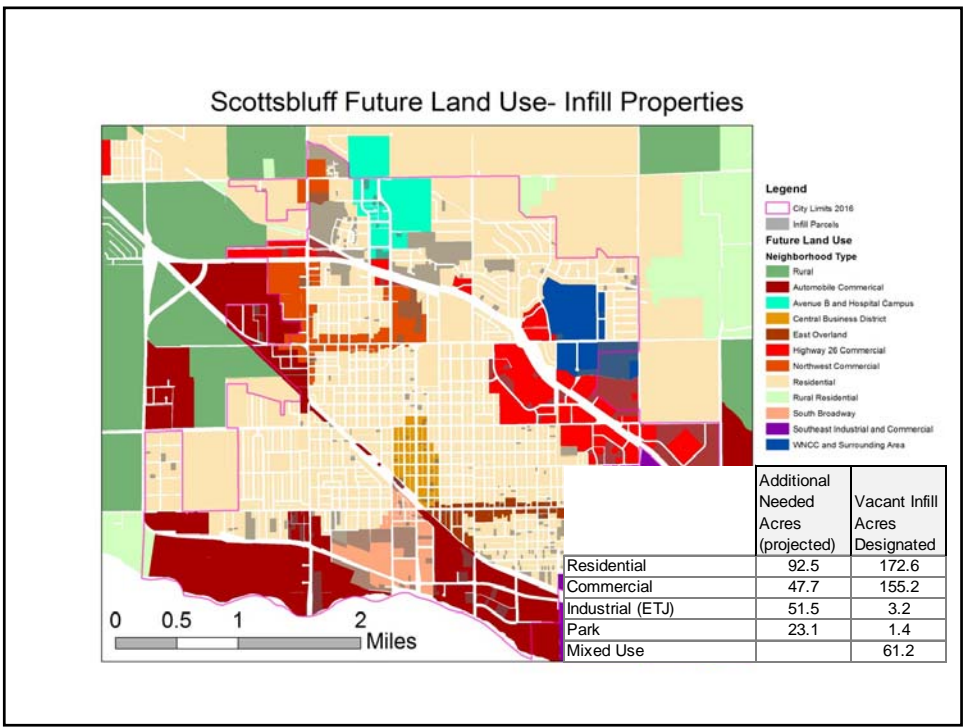 Scottsbluff Future Land Use- Infill Properties
Legend
City Limits 2016
Infill Parcels
Future Land Use
Neighborhood Type
Rural
Automobile Commerical
Avenue B and Hospital Campus
Central Business District
East Overland
Highway 26 Commercial
Northwest Commercial
Residential
Rural Residential
South Broadway
Southeast Industrial and Commercial
WNCC and Surrounding Area
Additional Needed Acres (projected) Vacant Infill Acres Designated
Residential 92.5 172.6
Commercial 47.7 155.2
Industrial (ETJ) 51.5 3.2
Park 23.1 1.4
Mixed Use 61.2
0 0.5 1 2 Miles